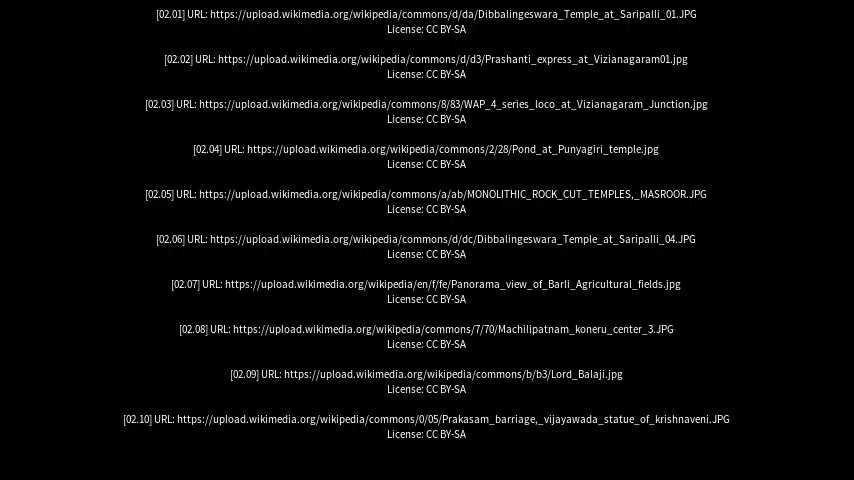 [02.01] URL: https://upload.wikimedia.org/wikipedia/commons/d/da/Dibbalingeswara_Temple_at_Saripalli_01.JPG
License: CC BY-SA
[02.02] URL: https://upload.wikimedia.org/wikipedia/commons/d/d3/Prashanti_express_at_Vizianagaram01.jpg
License: CC BY-SA
[02.03] URL: https://upload.wikimedia.org/wikipedia/commons/8/83/WAP_4_series_loco_at_Vizianagaram_Junction.jpg
License: CC BY-SA
[02.04] URL: https://upload.wikimedia.org/wikipedia/commons/2/28/Pond_at_Punyagiri_temple.jpg
License: CC BY-SA
[02.05] URL: https://upload.wikimedia.org/wikipedia/commons/a/ab/MONOLITHIC_ROCK_CUT_TEMPLES,_MASROOR.JPG
License: CC BY-SA
[02.06] URL: https://upload.wikimedia.org/wikipedia/commons/d/dc/Dibbalingeswara_Temple_at_Saripalli_04.JPG
License: CC BY-SA
[02.07] URL: https://upload.wikimedia.org/wikipedia/en/f/fe/Panorama_view_of_Barli_Agricultural_fields.jpg
License: CC BY-SA
[02.08] URL: https://upload.wikimedia.org/wikipedia/commons/7/70/Machilipatnam_koneru_center_3.JPG
License: CC BY-SA
[02.09] URL: https://upload.wikimedia.org/wikipedia/commons/b/b3/Lord_Balaji.jpg
License: CC BY-SA
[02.10] URL: https://upload.wikimedia.org/wikipedia/commons/0/05/Prakasam_barriage,_vijayawada_statue_of_krishnaveni.JPG
License: CC BY-SA